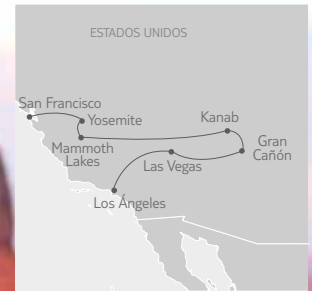 ESTADOS UNIDOS
San Francisco
Yosemite
Kanab
Mammoth
Lakes
Gran
Cañón
Las Vegas
Los Ángeles